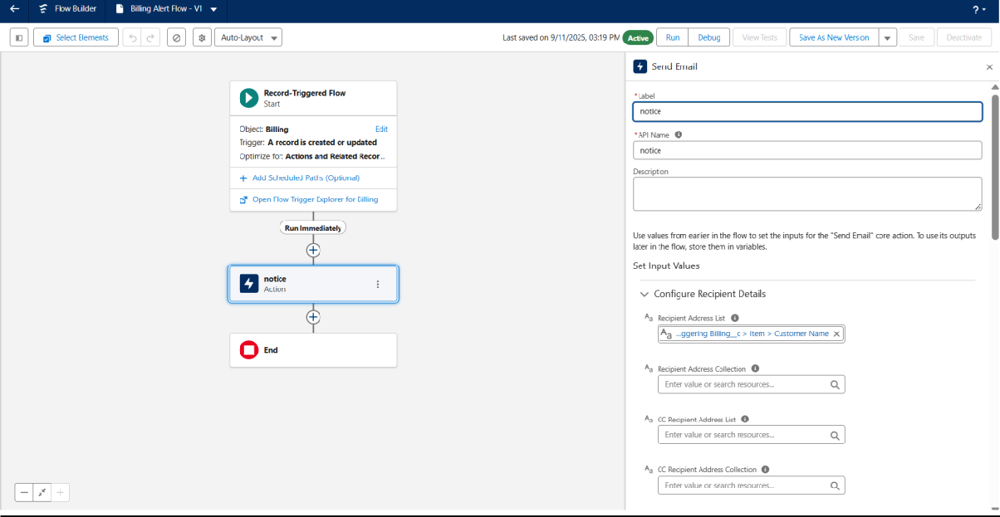 Flow Builder
Billing Alert Flow - V1
?
Select Elements
Auto-Layout
Last saved on 9/11/2025, 03:19 PM
Active
Run
Debug
View Tests
Save As New Version
Save
Deactivate
Record-Triggered Flow
Start
Object: Billing
Edit
Trigger: A record is created or updated
Optimize for: Actions and Related Recor...
Add Scheduled Paths (Optional)
Open Flow Trigger Explorer for Billing
Run Immediately
notice
Action
End
Send Email
*Label
notice
*API Name
notice
Description
Use values from earlier in the flow to set the inputs for the "Send Email" core action. To use its outputs
later in the flow, store them in variables.
Set Input Values
Configure Recipient Details
Aa Recipient Address List
Aa ...ggering Billing__c > Item > Customer Name
Aa Recipient Address Collection
Enter value or search resources...
Aa CC Recipient Address List
Enter value or search resources...
Aa CC Recipient Address Collection
Enter value or search resources...